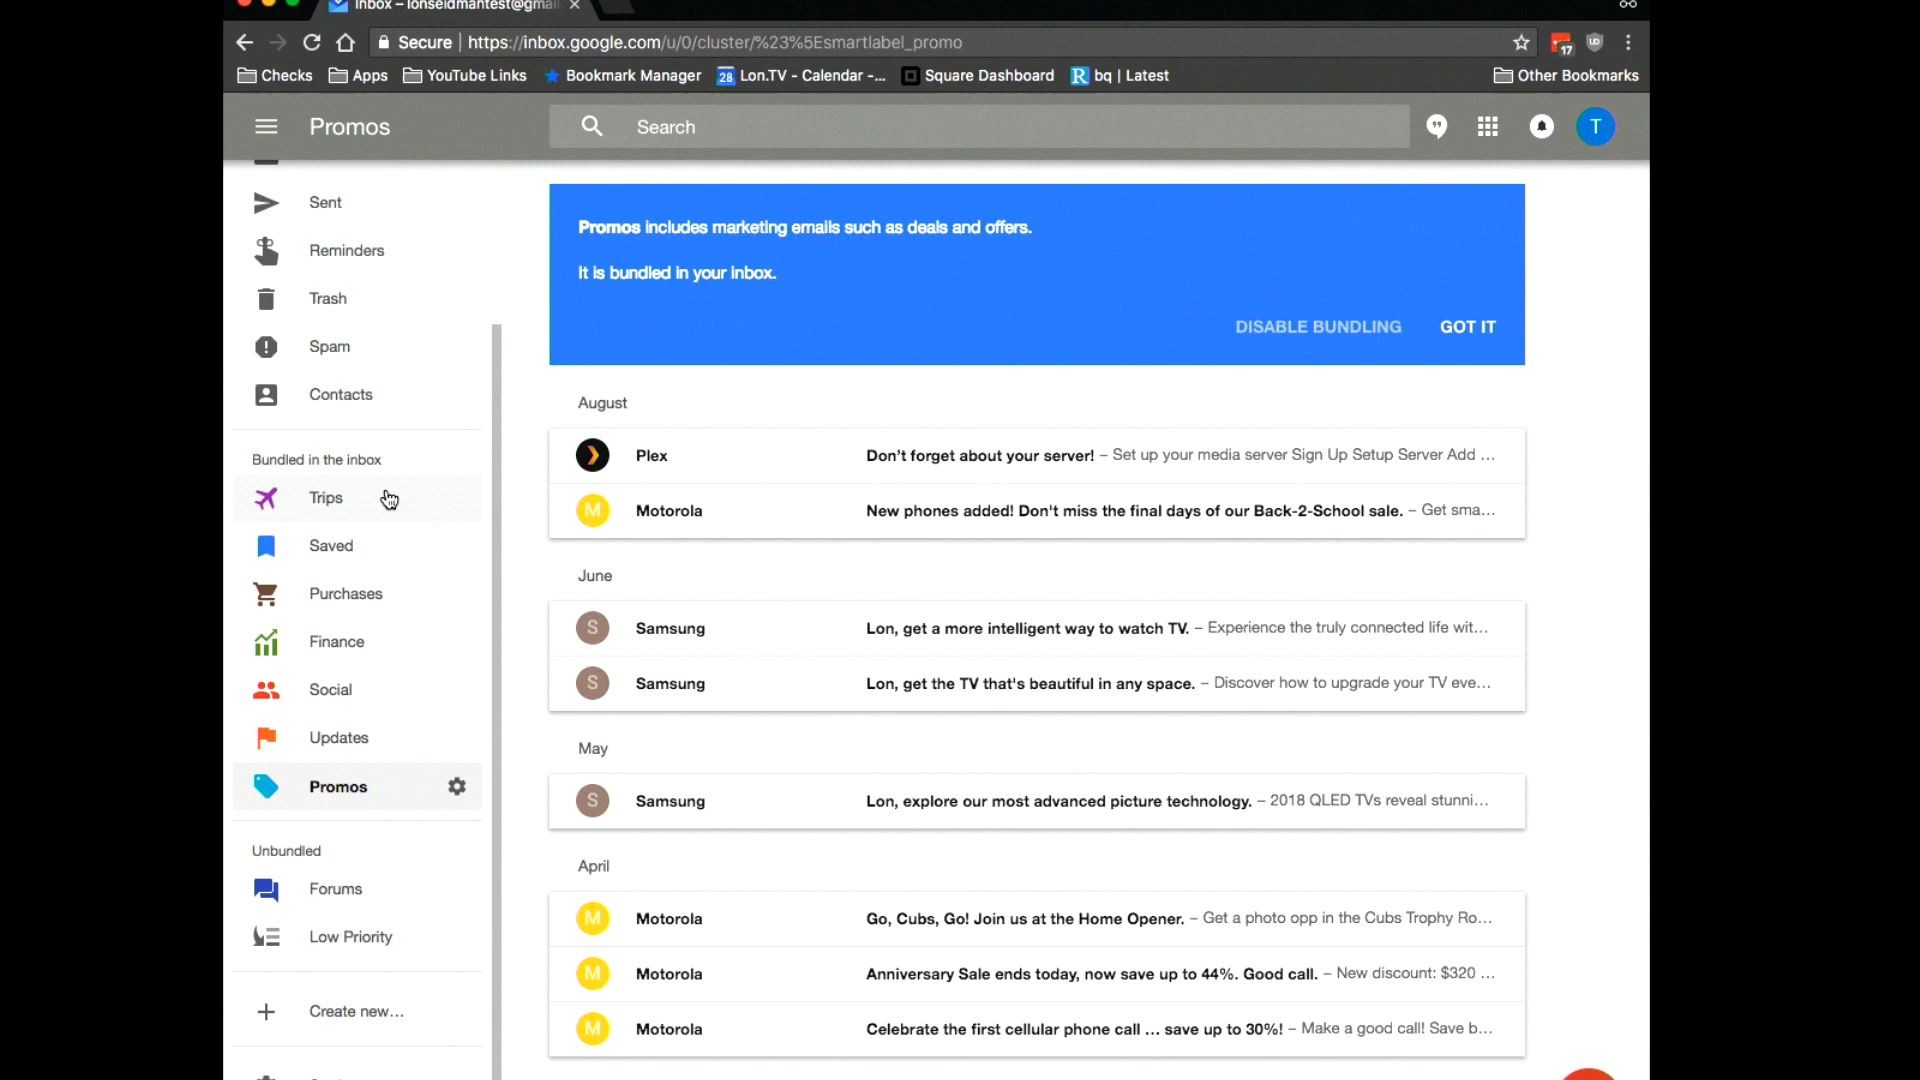 Inbox – lonseidmantest@gmail.
Secure | https://inbox.google.com/u/0/cluster/%23%5Esmartlabel_promo
17
Checks Apps YouTube Links Bookmark Manager 28 Lon.TV - Calendar -... Square Dashboard R bq | Latest Other Bookmarks
Promos Search T
Sent
Reminders
Trash
Spam
Contacts
Bundled in the inbox
Trips
Saved
Purchases
Finance
Social
Updates
Promos
Unbundled
Forums
Low Priority
Create new...
Promos includes marketing emails such as deals and offers.
It is bundled in your inbox.
DISABLE BUNDLING GOT IT
August
Plex Don’t forget about your server! – Set up your media server Sign Up Setup Server Add ...
M Motorola New phones added! Don't miss the final days of our Back-2-School sale. – Get sma...
June
S Samsung Lon, get a more intelligent way to watch TV. – Experience the truly connected life wit...
S Samsung Lon, get the TV that's beautiful in any space. – Discover how to upgrade your TV eve...
May
S Samsung Lon, explore our most advanced picture technology. – 2018 QLED TVs reveal stunni...
April
M Motorola Go, Cubs, Go! Join us at the Home Opener. – Get a photo opp in the Cubs Trophy Ro...
M Motorola Anniversary Sale ends today, now save up to 44%. Good call. – New discount: $320 ...
M Motorola Celebrate the first cellular phone call ... save up to 30%! – Make a good call! Save b...